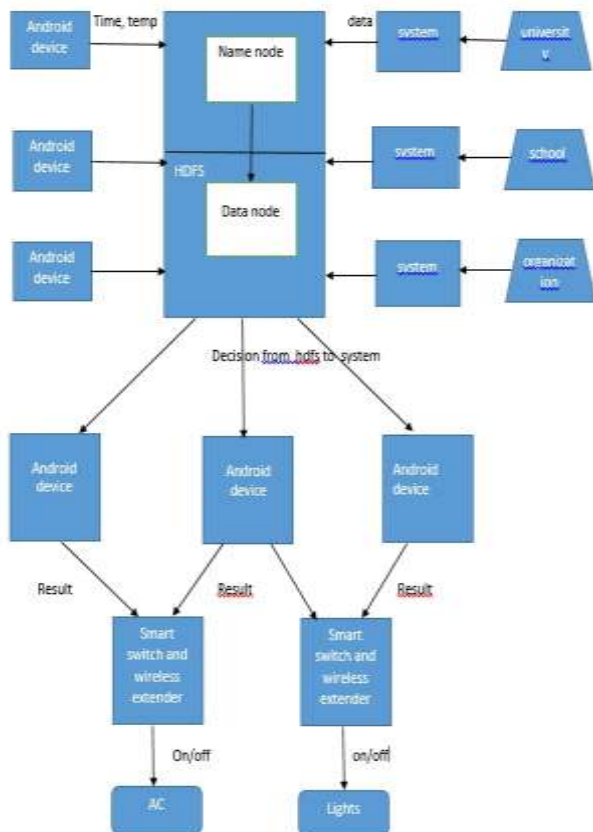 Android
device
Time, temp
Name node
data
system
universit
y
Android
device
HDFS
system
school
Data node
Android
device
system
organizat
ion
Decision from hdfs to system
Android
device
Android
device
Android
device
Result
Result
Result
Smart
switch and
wireless
extender
Smart
switch and
wireless
extender
On/off
on/off
AC
Lights